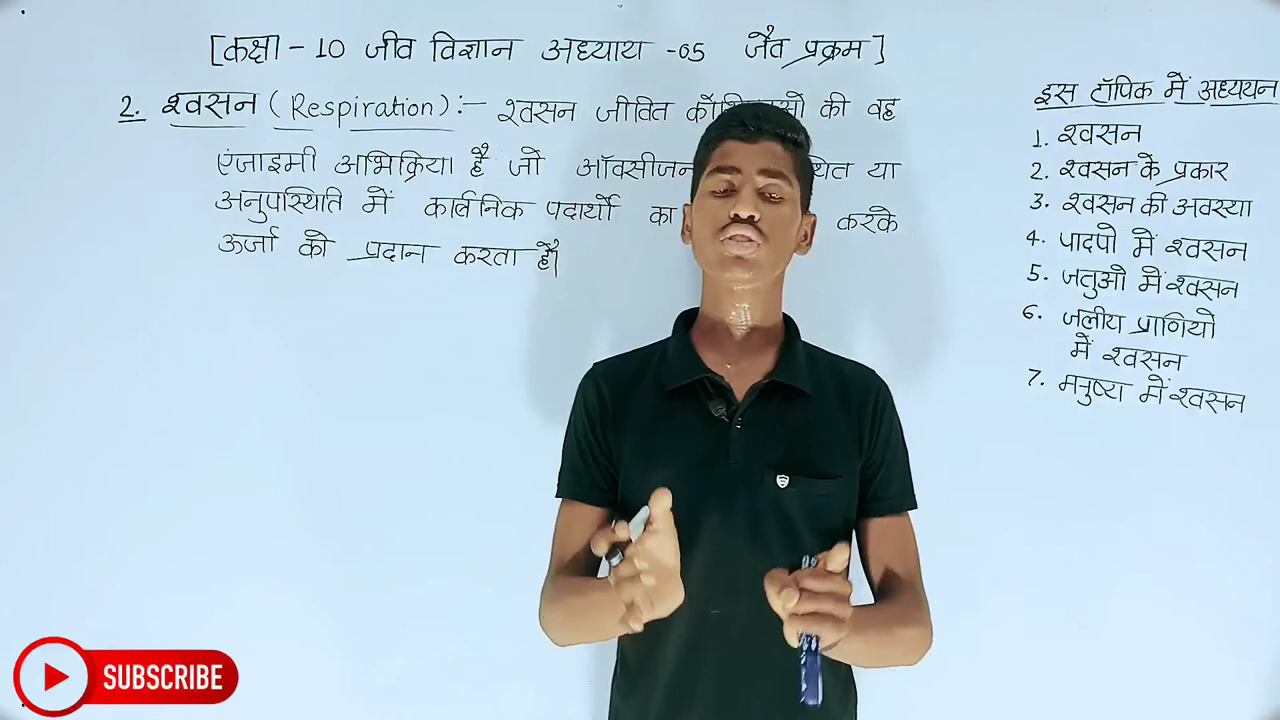 [कक्षा - 10 जीव विज्ञान अध्याय -05 जैव प्रक्रम]
2. श्वसन (Respiration) :- श्वसन जीवित की वह
एंजाइमी अभिक्रिया है जो ऑक्सीजन या
अनुपस्थिति में कार्बनिक पदार्थो का करके
ऊर्जा को प्रदान करता है।
इस टॉपिक में अध्ययन
1. श्वसन
2. श्वसन के प्रकार
3. श्वसन की अवस्था
4. पादपो में श्वसन
5. जतुओ में श्वसन
6. जलीय प्राणियो
में श्वसन
7. मनुष्य में श्वसन
SUBSCRIBE